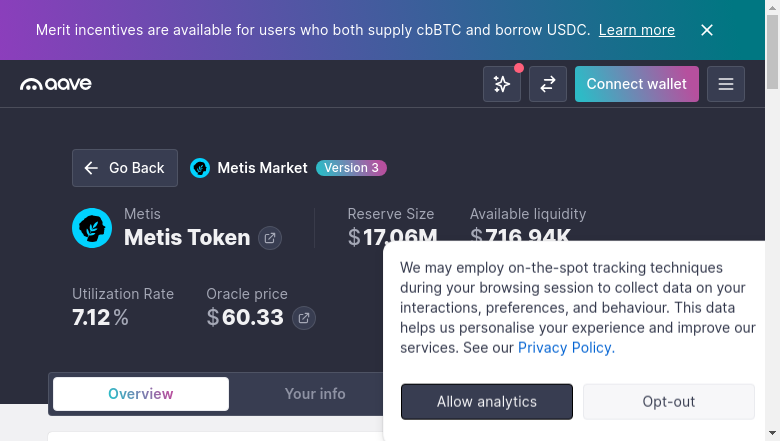 Merit incentives are available for users who both supply cbBTC and borrow USDC. Learn more
aave
Connect wallet
Go Back
Metis Market
Version 3
Metis
Metis Token
Reserve Size
$17.06M
Available liquidity
$716.94K
Utilization Rate
7.12%
Oracle price
$60.33
We may employ on-the-spot tracking techniques
during your browsing session to collect data on your
interactions, preferences, and behaviour. This data
helps us personalise your experience and improve our
services. See our Privacy Policy.
Allow analytics
Opt-out
Overview
Your info